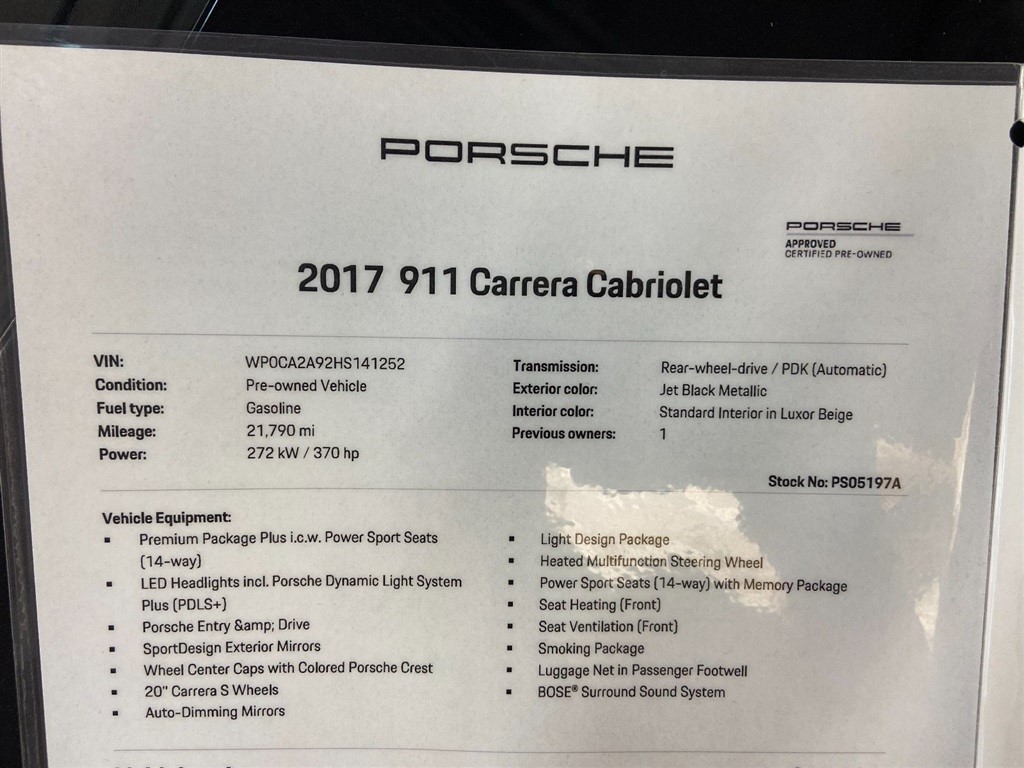 PORSCHE
PORSCHE
APPROVED
CERTIFIED PRE-OWNED
2017 911 Carrera Cabriolet
VIN: WP0CA2A92HS141252
Condition: Pre-owned Vehicle
Fuel type: Gasoline
Mileage: 21,790 mi
Power: 272 kW / 370 hp
Transmission: Rear-wheel-drive / PDK (Automatic)
Exterior color: Jet Black Metallic
Interior color: Standard Interior in Luxor Beige
Previous owners: 1
Stock No: PS05197A
Vehicle Equipment:
▪ Premium Package Plus i.c.w. Power Sport Seats
(14-way)
▪ LED Headlights incl. Porsche Dynamic Light System
Plus (PDLS+)
▪ Porsche Entry &amp; Drive
▪ SportDesign Exterior Mirrors
▪ Wheel Center Caps with Colored Porsche Crest
▪ 20" Carrera S Wheels
▪ Auto-Dimming Mirrors
▪ Light Design Package
▪ Heated Multifunction Steering Wheel
▪ Power Sport Seats (14-way) with Memory Package
▪ Seat Heating (Front)
▪ Seat Ventilation (Front)
▪ Smoking Package
▪ Luggage Net in Passenger Footwell
▪ BOSE® Surround Sound System